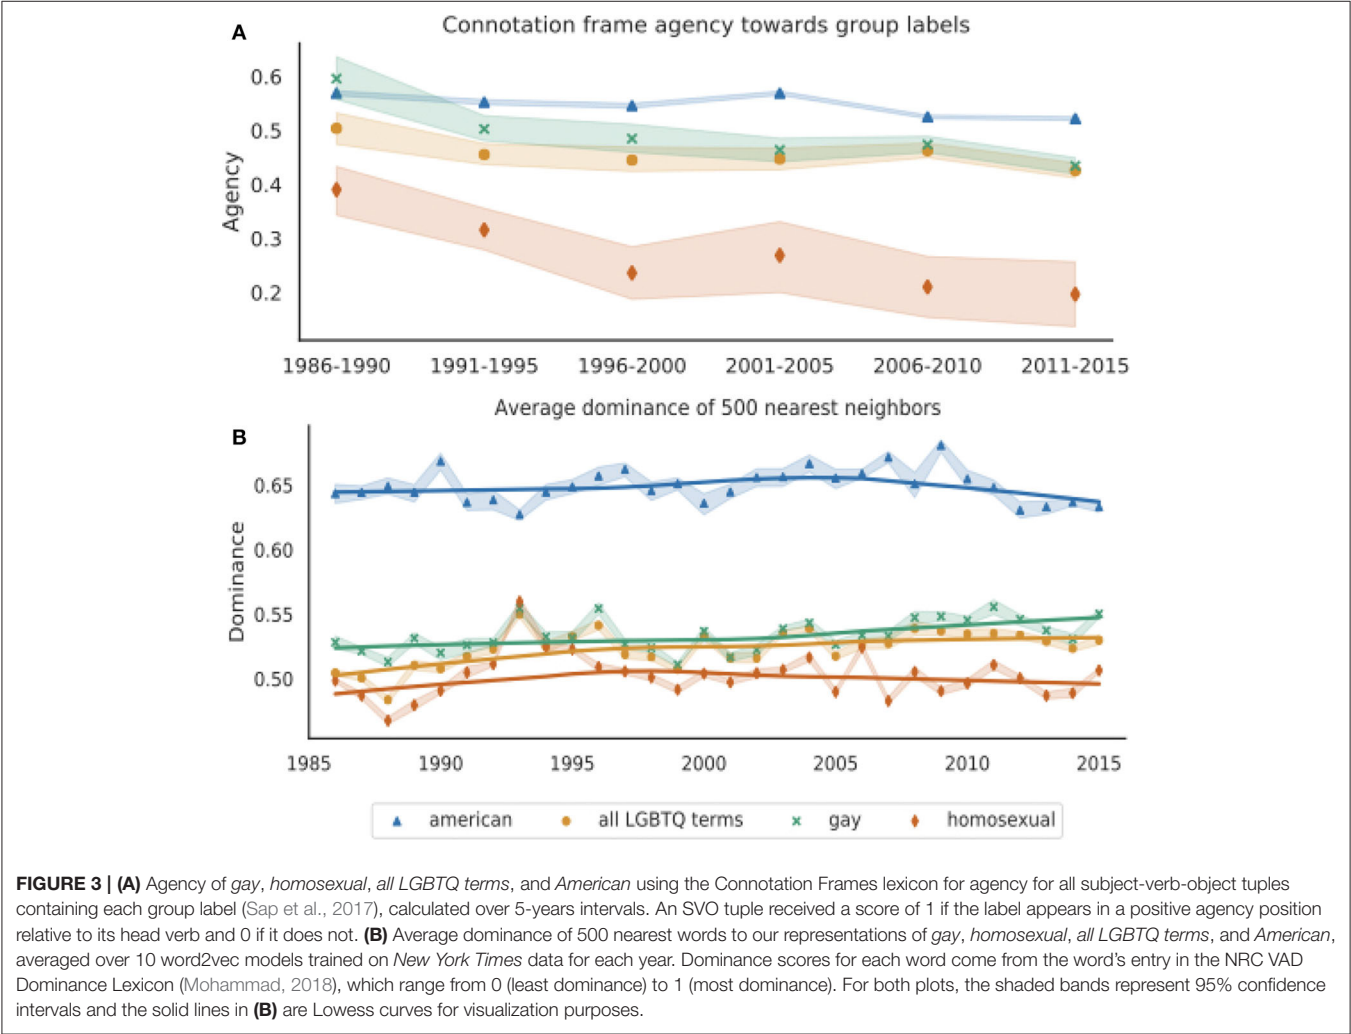 Connotation frame agency towards group labels
A
0.6
0.5
0.4
0.3
0.2
Agency
1986-1990 1991-1995 1996-2000 2001-2005 2006-2010 2011-2015
Average dominance of 500 nearest neighbors
B
0.65
0.60
0.55
0.50
Dominance
1985 1990 1995 2000 2005 2010 2015
american all LGBTQ terms gay homosexual
FIGURE 3 | (A) Agency of gay, homosexual, all LGBTQ terms, and American using the Connotation Frames lexicon for agency for all subject-verb-object tuples
containing each group label (Sap et al., 2017), calculated over 5-years intervals. An SVO tuple received a score of 1 if the label appears in a positive agency position
relative to its head verb and 0 if it does not. (B) Average dominance of 500 nearest words to our representations of gay, homosexual, all LGBTQ terms, and American,
averaged over 10 word2vec models trained on New York Times data for each year. Dominance scores for each word come from the word's entry in the NRC VAD
Dominance Lexicon (Mohammad, 2018), which range from 0 (least dominance) to 1 (most dominance). For both plots, the shaded bands represent 95% confidence
intervals and the solid lines in (B) are Lowess curves for visualization purposes.